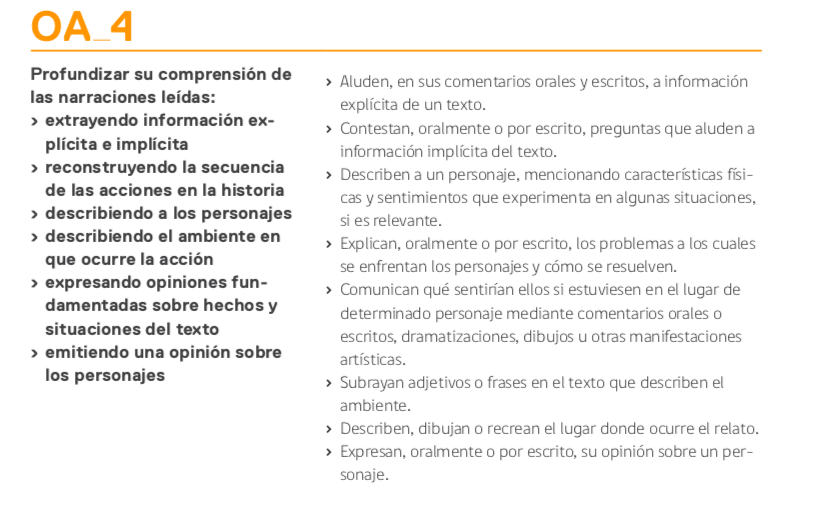 OA_4
Profundizar su comprensión de
las narraciones leídas:
› extrayendo información ex-
plícita e implícita
› reconstruyendo la secuencia
de las acciones en la historia
› describiendo a los personajes
› describiendo el ambiente en
que ocurre la acción
› expresando opiniones fun-
damentadas sobre hechos y
situaciones del texto
› emitiendo una opinión sobre
los personajes
› Aluden, en sus comentarios orales y escritos, a información
explícita de un texto.
› Contestan, oralmente o por escrito, preguntas que aluden a
información implícita del texto.
› Describen a un personaje, mencionando características físi-
cas y sentimientos que experimenta en algunas situaciones,
si es relevante.
› Explican, oralmente o por escrito, los problemas a los cuales
se enfrentan los personajes y cómo se resuelven.
› Comunican qué sentirían ellos si estuviesen en el lugar de
determinado personaje mediante comentarios orales o
escritos, dramatizaciones, dibujos u otras manifestaciones
artísticas.
› Subrayan adjetivos o frases en el texto que describen el
ambiente.
› Describen, dibujan o recrean el lugar donde ocurre el relato.
› Expresan, oralmente o por escrito, su opinión sobre un per-
sonaje.